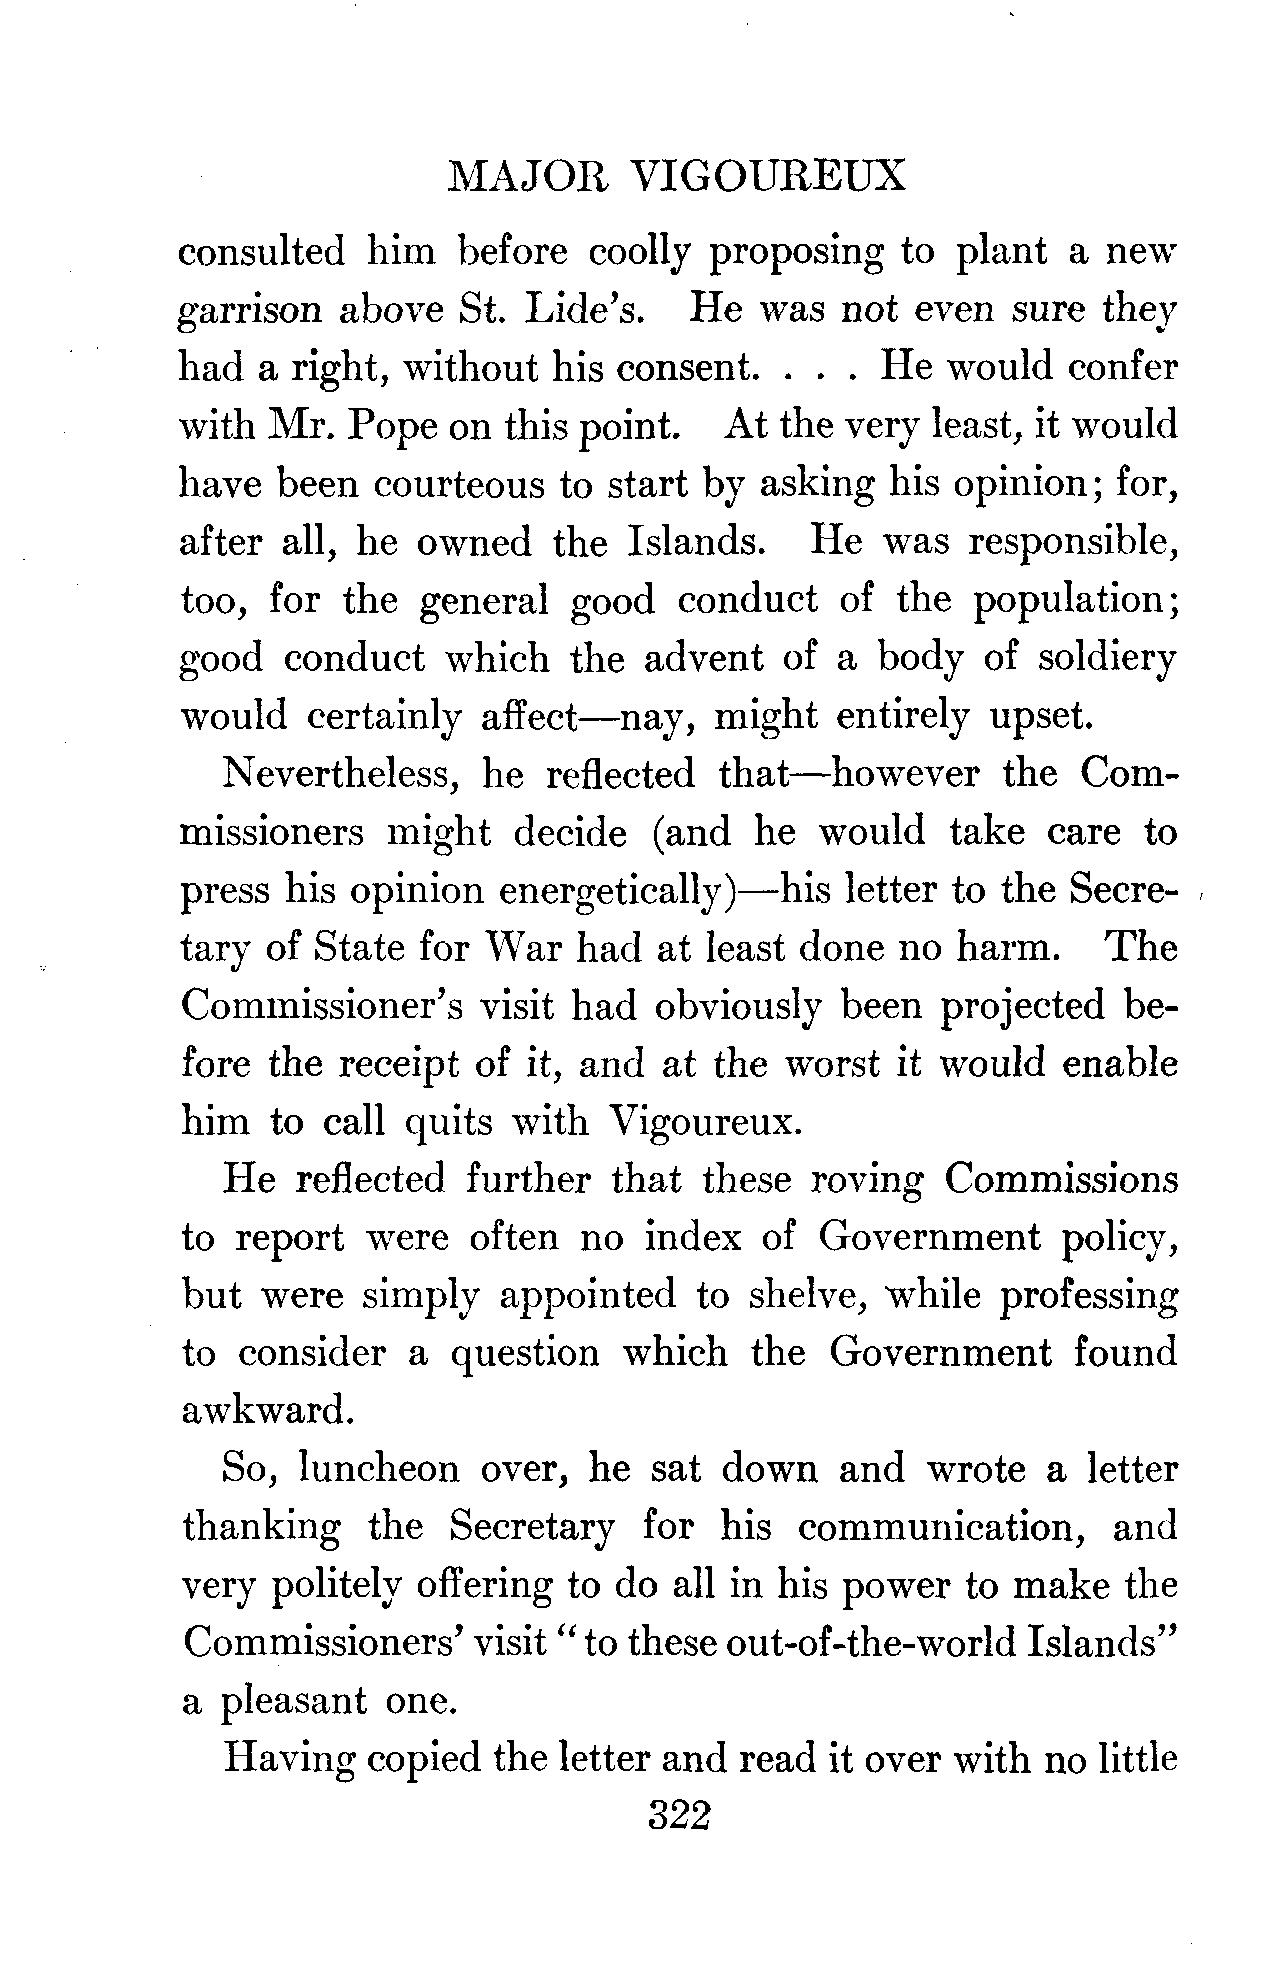 MAJOR VIGOUREUX
consulted him before coolly proposing to plant a new
garrison above St. Lide's. He was not even sure they
had a right, without his consent. . . . He would confer
with Mr. Pope on this point. At the very least, it would
have been courteous to start by asking his opinion; for,
after all, he owned the Islands. He was responsible,
too, for the general good conduct of the population;
good conduct which the advent of a body of soldiery
would certainly affect—nay, might entirely upset.
Nevertheless, he reflected that—however the Com-
missioners might decide (and he would take care to
press his opinion energetically)—his letter to the Secre-
tary of State for War had at least done no harm. The
Commissioner's visit had obviously been projected be-
fore the receipt of it, and at the worst it would enable
him to call quits with Vigoureux.
He reflected further that these roving Commissions
to report were often no index of Government policy,
but were simply appointed to shelve, while professing
to consider a question which the Government found
awkward.
So, luncheon over, he sat down and wrote a letter
thanking the Secretary for his communication, and
very politely offering to do all in his power to make the
Commissioners' visit "to these out-of-the-world Islands"
a pleasant one.
Having copied the letter and read it over with no little
322